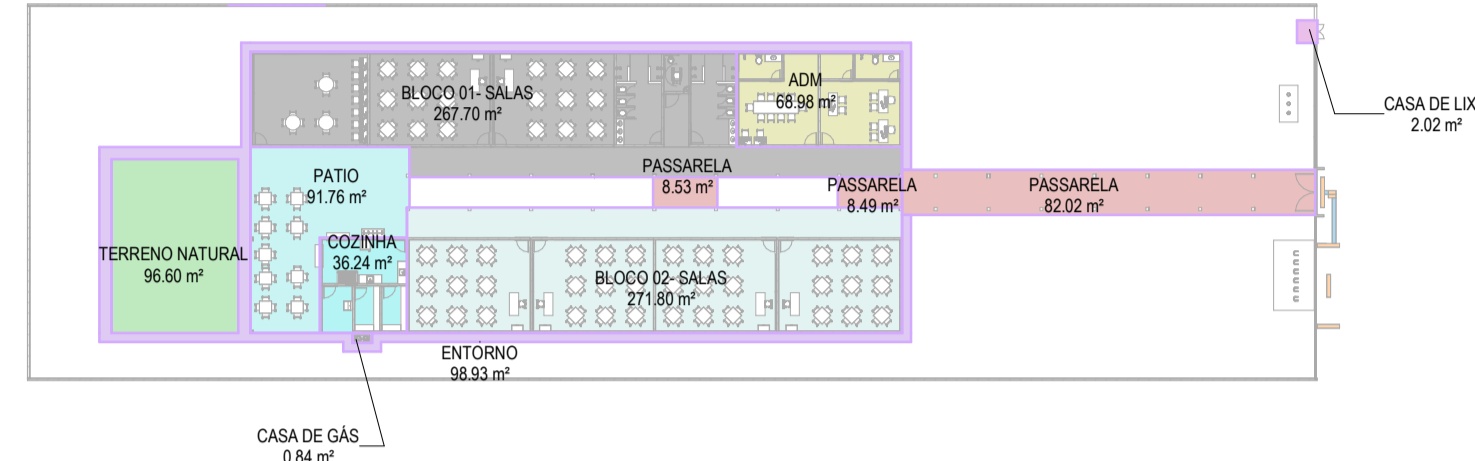 BLOCO 01- SALAS
267.70 m²
ADM
68.98 m²
CASA DE LIX
2.02 m²
PATIO
91.76 m²
PASSARELA
8.53 m²
PASSARELA
8.49 m²
PASSARELA
82.02 m²
TERRENO NATURAL
96.60 m²
COZINHA
36.24 m²
BLOCO 02- SALAS
271.80 m²
ENTORNO
98.93 m²
CASA DE GÁS
0.84 m²